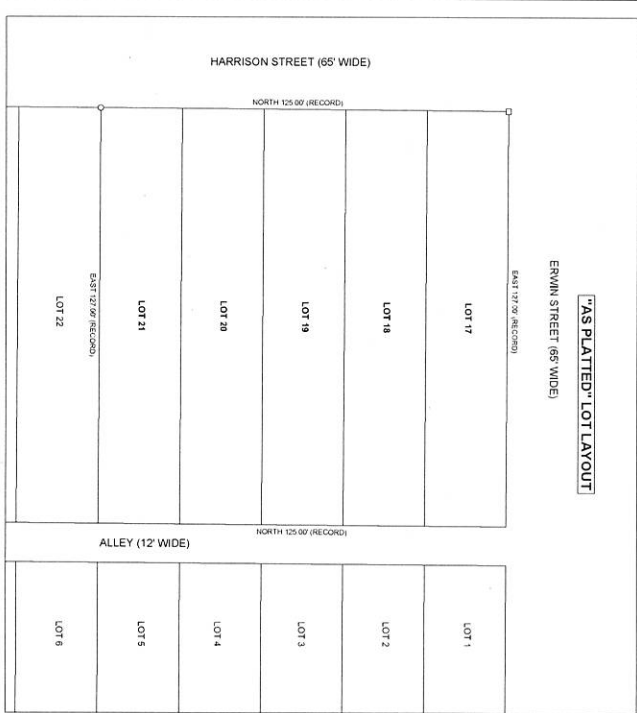 HARRISON STREET (65' WIDE)
NORTH 125.00' (RECORD)
"AS PLATTED" LOT LAYOUT
ERWIN STREET (65' WIDE)
EAST 127.00' (RECORD)
LOT 17
LOT 18
LOT 19
LOT 20
LOT 21
EAST 127.00' (RECORD)
LOT 22
NORTH 125.00' (RECORD)
ALLEY (12' WIDE)
LOT 1
LOT 2
LOT 3
LOT 4
LOT 5
LOT 6